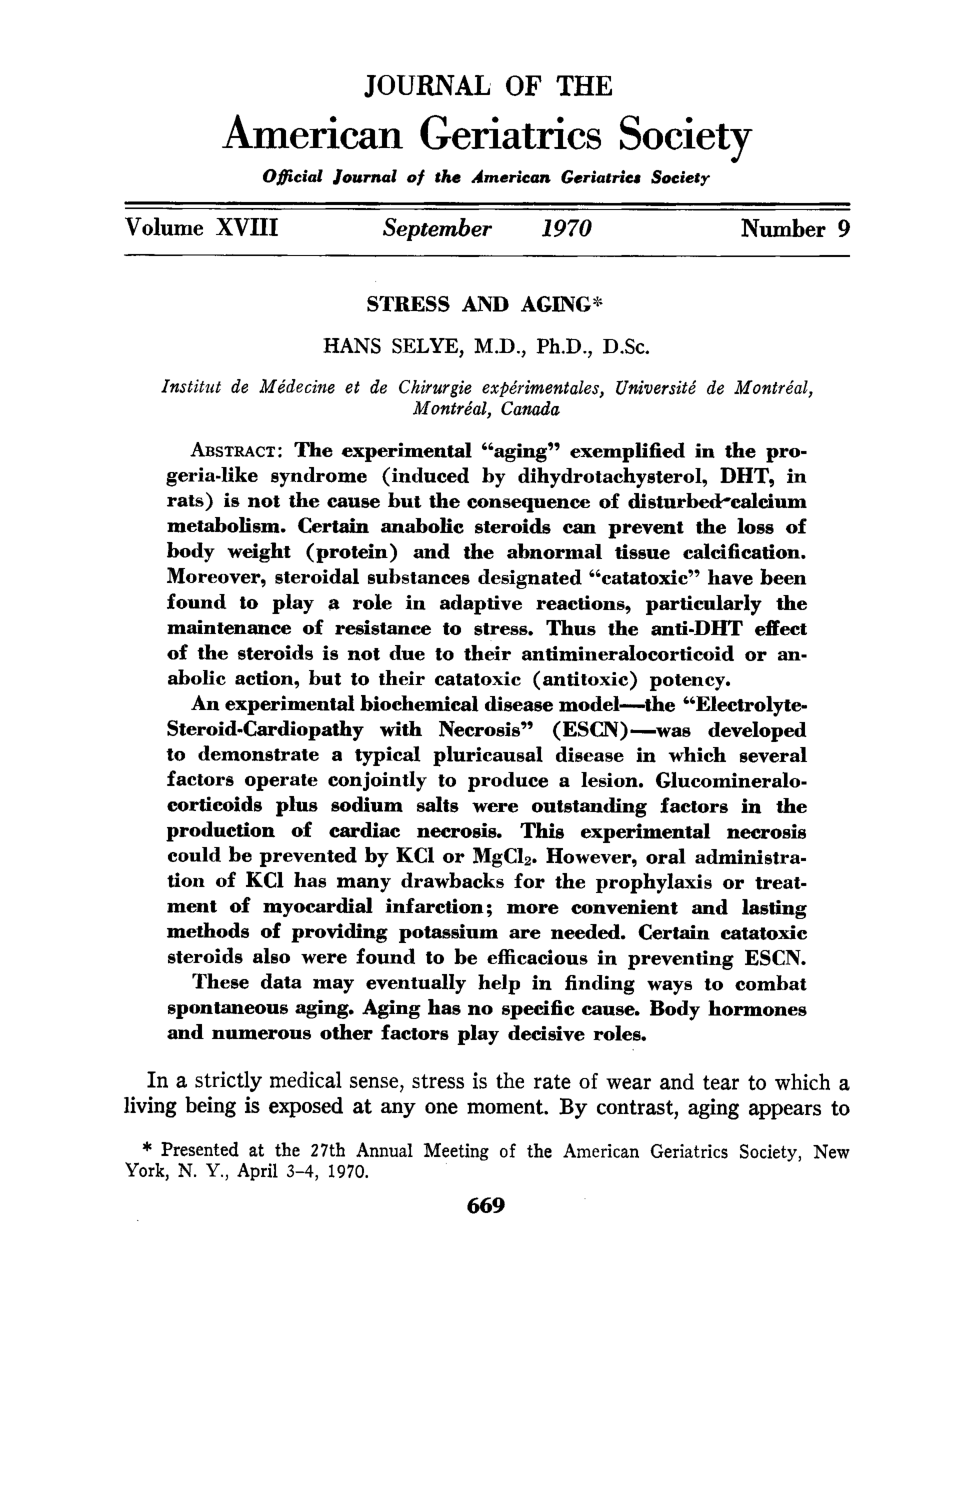 JOURNAL OF THE
American Geriatrics Society
Official Journal of the American Geriatrics Society
Volume XVIII September 1970 Number 9
STRESS AND AGING*
HANS SELYE, M.D., Ph.D., D.Sc.
Institut de Médecine et de Chirurgie expérimentales, Université de Montréal,
Montréal, Canada
ABSTRACT: The experimental “aging” exemplified in the pro-
geria-like syndrome (induced by dihydrotachysterol, DHT, in
rats) is not the cause but the consequence of disturbed calcium
metabolism. Certain anabolic steroids can prevent the loss of
body weight (protein) and the abnormal tissue calcification.
Moreover, steroidal substances designated “catatoxic” have been
found to play a role in adaptive reactions, particularly the
maintenance of resistance to stress. Thus the anti-DHT effect
of the steroids is not due to their antimineralocorticoid or an-
abolic action, but to their catatoxic (antitoxic) potency.
An experimental biochemical disease model—the “Electrolyte-
Steroid-Cardiopathy with Necrosis” (ESCN)—was developed
to demonstrate a typical pluricausal disease in which several
factors operate conjointly to produce a lesion. Glucomineralo-
corticoids plus sodium salts were outstanding factors in the
production of cardiac necrosis. This experimental necrosis
could be prevented by KCl or MgCl₂. However, oral administra-
tion of KCl has many drawbacks for the prophylaxis or treat-
ment of myocardial infarction; more convenient and lasting
methods of providing potassium are needed. Certain catatoxic
steroids also were found to be efficacious in preventing ESCN.
These data may eventually help in finding ways to combat
spontaneous aging. Aging has no specific cause. Body hormones
and numerous other factors play decisive roles.
In a strictly medical sense, stress is the rate of wear and tear to which a
living being is exposed at any one moment. By contrast, aging appears to
* Presented at the 27th Annual Meeting of the American Geriatrics Society, New
York, N. Y., April 3–4, 1970.
669